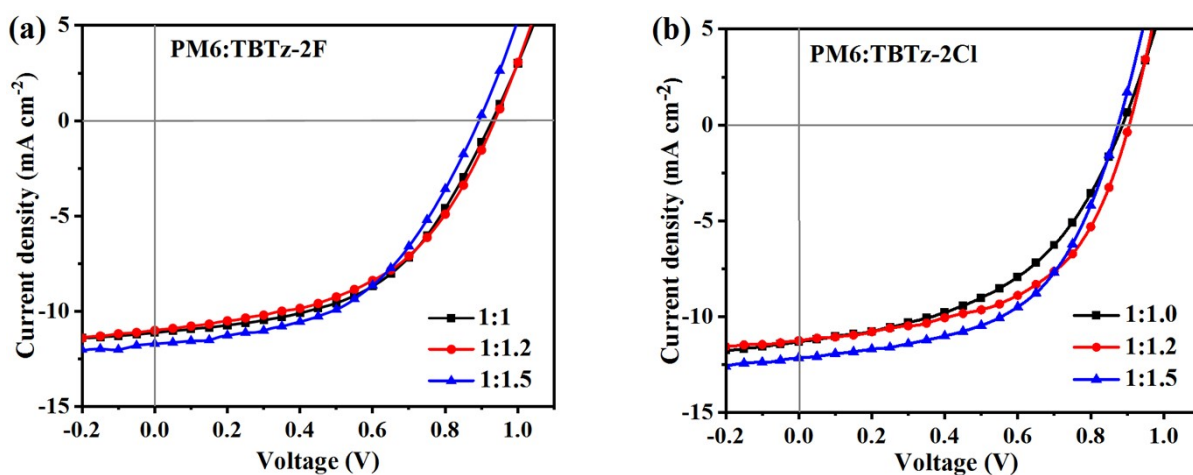 (a)
PM6:TBTz-2F
Current density (mA cm⁻²)
5
0
-5
-10
-15
1:1
1:1.2
1:1.5
-0.2 0.0 0.2 0.4 0.6 0.8 1.0
Voltage (V)
(b)
PM6:TBTz-2Cl
Current density (mA cm⁻²)
5
0
-5
-10
-15
1:1.0
1:1.2
1:1.5
-0.2 0.0 0.2 0.4 0.6 0.8 1.0
Voltage (V)